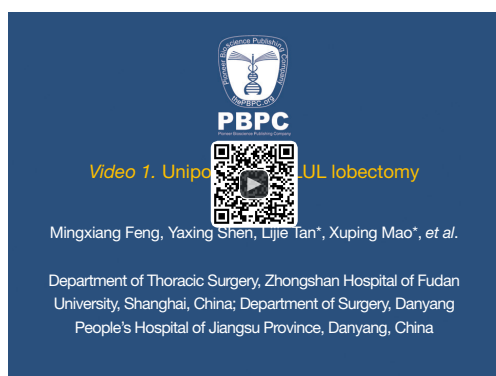 Pioneer Bioscience Publishing Company
thePBPC.org
PBPC
Pioneer Bioscience Publishing Company
Video 1. Unipo LUL lobectomy
Mingxiang Feng, Yaxing Shen, Lijie Tan*, Xuping Mao*, et al.
Department of Thoracic Surgery, Zhongshan Hospital of Fudan
University, Shanghai, China; Department of Surgery, Danyang
People's Hospital of Jiangsu Province, Danyang, China